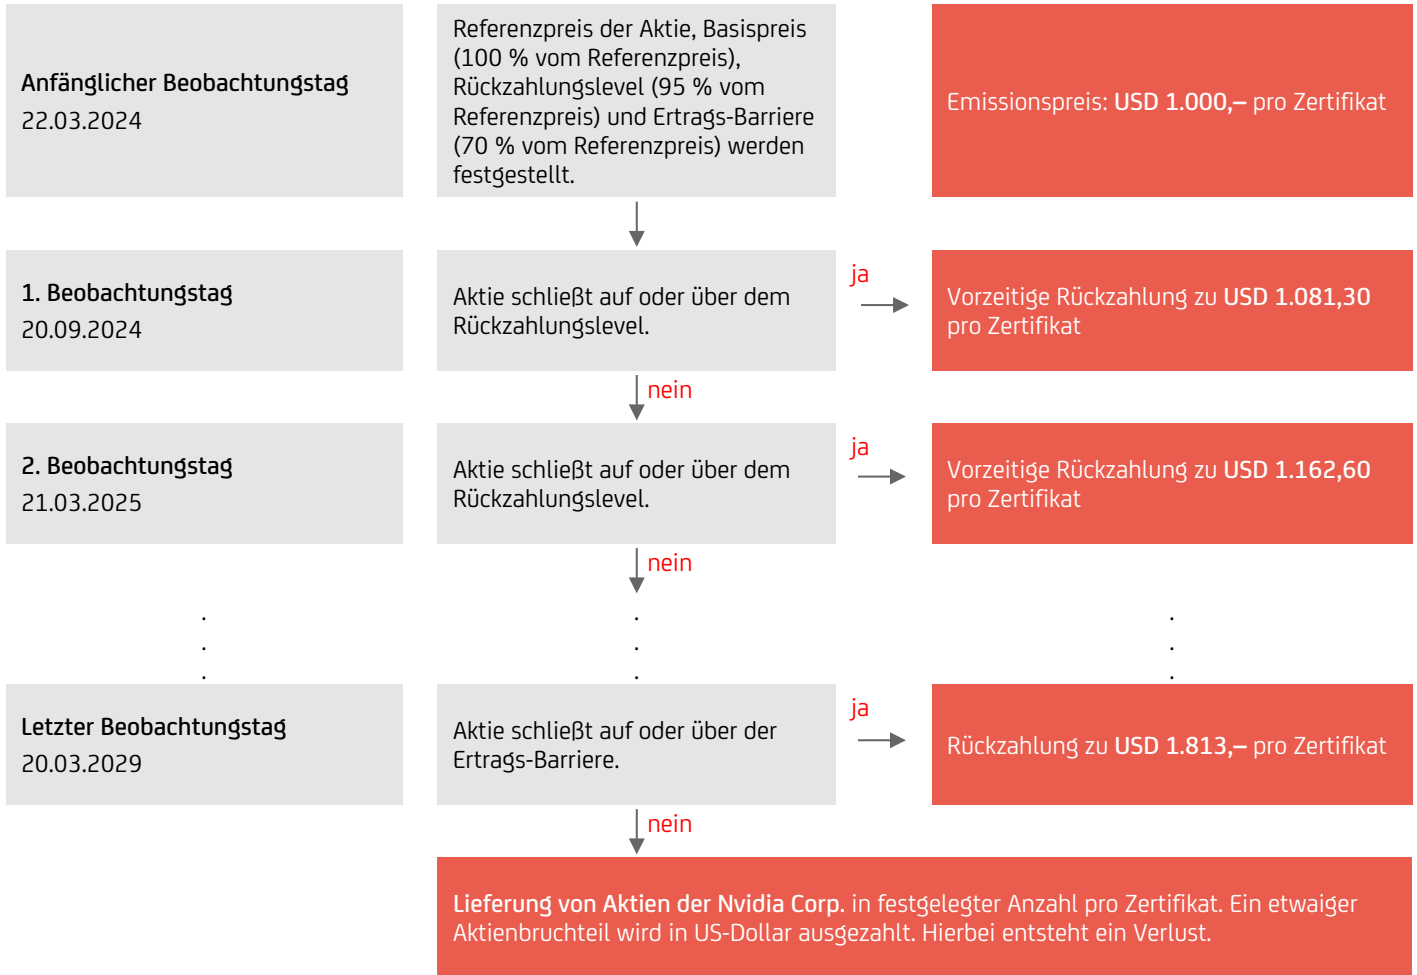 Anfänglicher Beobachtungstag
22.03.2024
Referenzpreis der Aktie, Basispreis
(100 % vom Referenzpreis),
Rückzahlungslevel (95 % vom
Referenzpreis) und Ertrags-Barriere
(70 % vom Referenzpreis) werden
festgestellt.
Emissionspreis: USD 1.000,– pro Zertifikat
1. Beobachtungstag
20.09.2024
Aktie schließt auf oder über dem
Rückzahlungslevel.
ja
Vorzeitige Rückzahlung zu USD 1.081,30
pro Zertifikat
nein
2. Beobachtungstag
21.03.2025
Aktie schließt auf oder über dem
Rückzahlungslevel.
ja
Vorzeitige Rückzahlung zu USD 1.162,60
pro Zertifikat
nein
. . .
. . .
. . .
Letzter Beobachtungstag
20.03.2029
Aktie schließt auf oder über der
Ertrags-Barriere.
ja
Rückzahlung zu USD 1.813,– pro Zertifikat
nein
Lieferung von Aktien der Nvidia Corp. in festgelegter Anzahl pro Zertifikat. Ein etwaiger
Aktienbruchteil wird in US-Dollar ausgezahlt. Hierbei entsteht ein Verlust.